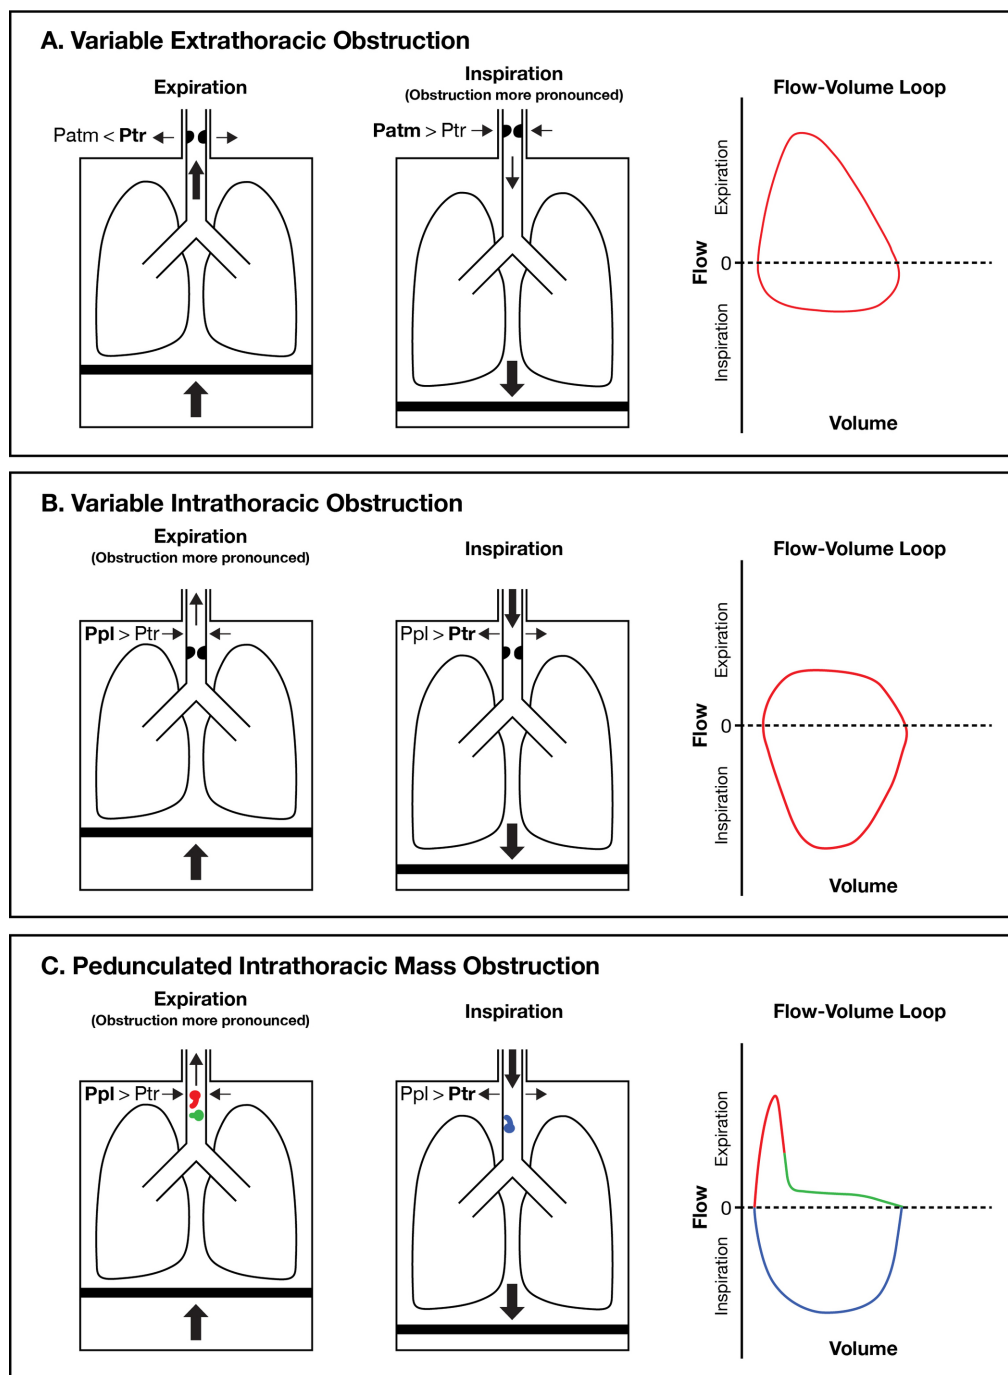 A. Variable Extrathoracic Obstruction
Expiration
Patm < Ptr
Inspiration
(Obstruction more pronounced)
Patm > Ptr
Flow-Volume Loop
Expiration
Flow
0
Inspiration
Volume
B. Variable Intrathoracic Obstruction
Expiration
(Obstruction more pronounced)
Ppl > Ptr
Inspiration
Ppl > Ptr
Flow-Volume Loop
Expiration
Flow
0
Inspiration
Volume
C. Pedunculated Intrathoracic Mass Obstruction
Expiration
(Obstruction more pronounced)
Ppl > Ptr
Inspiration
Ppl > Ptr
Flow-Volume Loop
Expiration
Flow
0
Inspiration
Volume